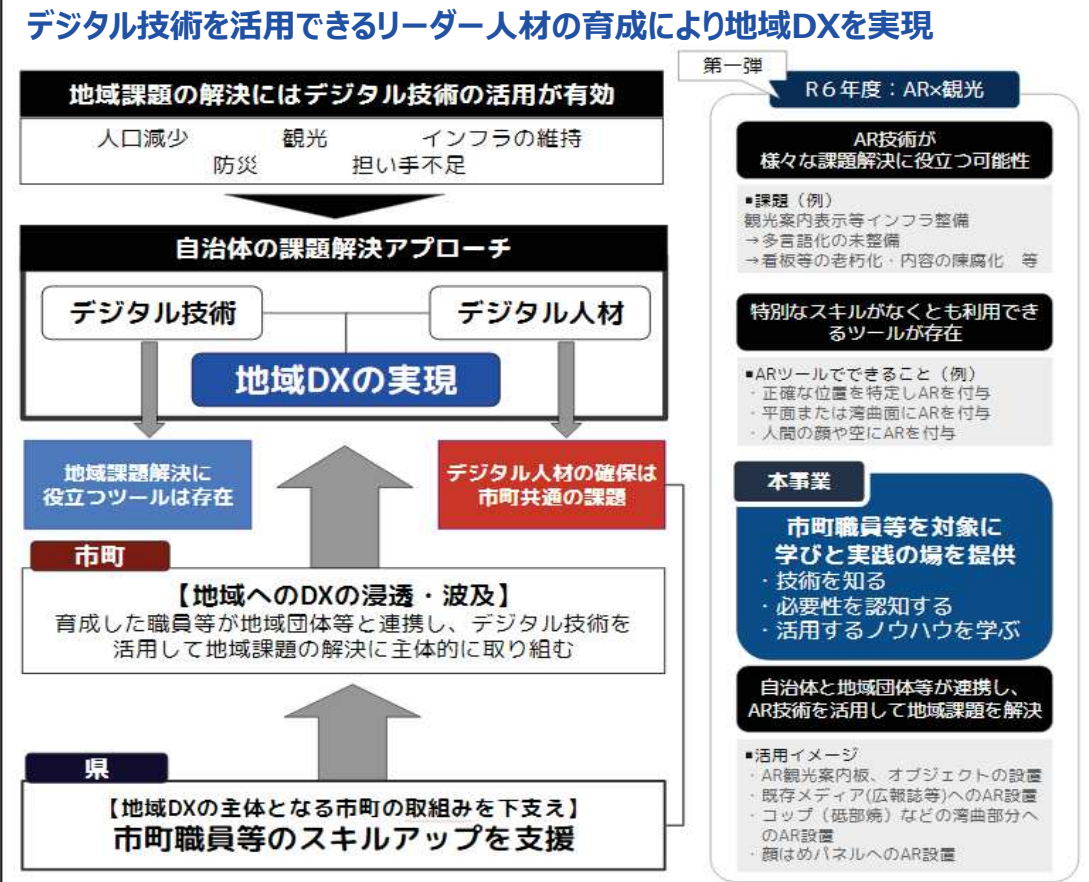 デジタル技術を活用できるリーダー人材の育成により地域DXを実現
地域課題の解決にはデジタル技術の活用が有効
人口減少 観光 インフラの維持
防災 担い手不足
自治体の課題解決アプローチ
デジタル技術 デジタル人材
地域DXの実現
地域課題解決に
役立つツールは存在
デジタル人材の確保は
市町共通の課題
市町
【地域へのDXの浸透・波及】
育成した職員等が地域団体等と連携し、デジタル技術を
活用して地域課題の解決に主体的に取り組む
県
【地域DXの主体となる市町の取組みを下支え】
市町職員等のスキルアップを支援
第一弾
R6年度：AR×観光
AR技術が
様々な課題解決に役立つ可能性
▪課題（例）
観光案内表示等インフラ整備
→多言語化の未整備
→看板等の老朽化・内容の陳腐化 等
特別なスキルがなくとも利用でき
るツールが存在
▪ARツールでできること（例）
・正確な位置を特定しARを付与
・平面または湾曲面にARを付与
・人間の顔や空にARを付与
本事業
市町職員等を対象に
学びと実践の場を提供
・技術を知る
・必要性を認知する
・活用するノウハウを学ぶ
自治体と地域団体等が連携し、
AR技術を活用して地域課題を解決
▪活用イメージ
・AR観光案内板、オブジェクトの設置
・既存メディア(広報誌等)へのAR設置
・コップ（砥部焼）などの湾曲部分へ
のAR設置
・顔はめパネルへのAR設置